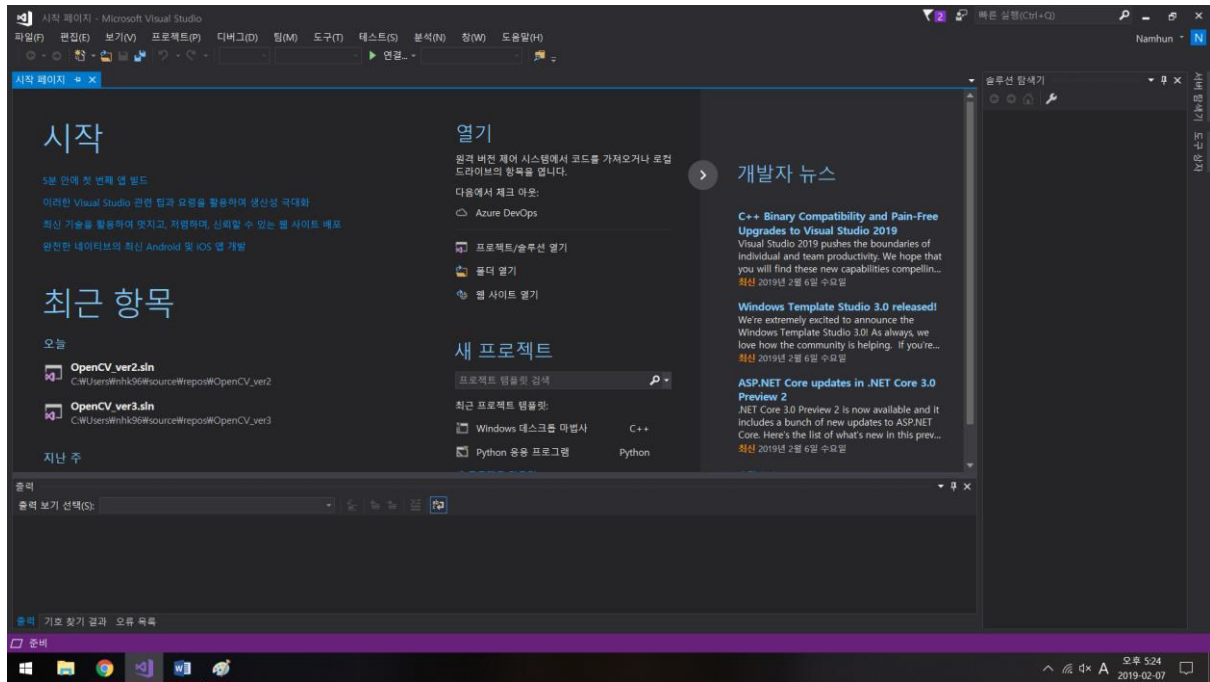 시작 페이지 - Microsoft Visual Studio
2
빠른 실행(Ctrl+Q)
파일(F) 편집(E) 보기(V) 프로젝트(P) 디버그(D) 팀(M) 도구(T) 테스트(S) 분석(N) 창(W) 도움말(H)
Namhun N
연결...
시작 페이지
시작
5분 안에 첫 번째 앱 빌드
이러한 Visual Studio 관련 팁과 요령을 활용하여 생산성 극대화
최신 기술을 활용하여 멋지고, 저렴하며, 신뢰할 수 있는 웹 사이트 배포
완전한 네이티브의 최신 Android 및 iOS 앱 개발
최근 항목
오늘
OpenCV_ver2.sln
C:₩Users₩nhk96₩source₩repos₩OpenCV_ver2
OpenCV_ver3.sln
C:₩Users₩nhk96₩source₩repos₩OpenCV_ver3
지난 주
열기
원격 버전 제어 시스템에서 코드를 가져오거나 로컬
드라이브의 항목을 엽니다.
다음에서 체크 아웃:
Azure DevOps
프로젝트/솔루션 열기
폴더 열기
웹 사이트 열기
새 프로젝트
프로젝트 템플릿 검색
최근 프로젝트 템플릿:
Windows 데스크톱 마법사 C++
Python 응용 프로그램 Python
개발자 뉴스
C++ Binary Compatibility and Pain-Free
Upgrades to Visual Studio 2019
Visual Studio 2019 pushes the boundaries of
individual and team productivity. We hope that
you will find these new capabilities compellin...
최신 2019년 2월 6일 수요일
Windows Template Studio 3.0 released!
We're extremely excited to announce the
Windows Template Studio 3.0! As always, we
love how the community is helping. If you're...
최신 2019년 2월 6일 수요일
ASP.NET Core updates in .NET Core 3.0
Preview 2
.NET Core 3.0 Preview 2 is now available and it
includes a bunch of new updates to ASP.NET
Core. Here's the list of what's new in this prev...
최신 2019년 2월 6일 수요일
솔루션 탐색기
서버 탐색기
도구 상자
출력
출력 보기 선택(S):
출력 기호 찾기 결과 오류 목록
준비
A
오후 5:24
2019-02-07